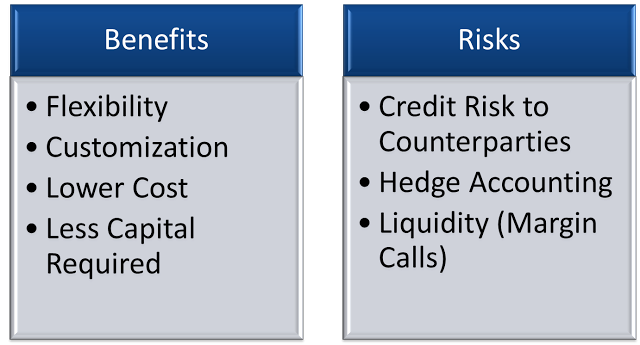 Benefits
• Flexibility
• Customization
• Lower Cost
• Less Capital
Required
Risks
• Credit Risk to
Counterparties
• Hedge Accounting
• Liquidity (Margin
Calls)